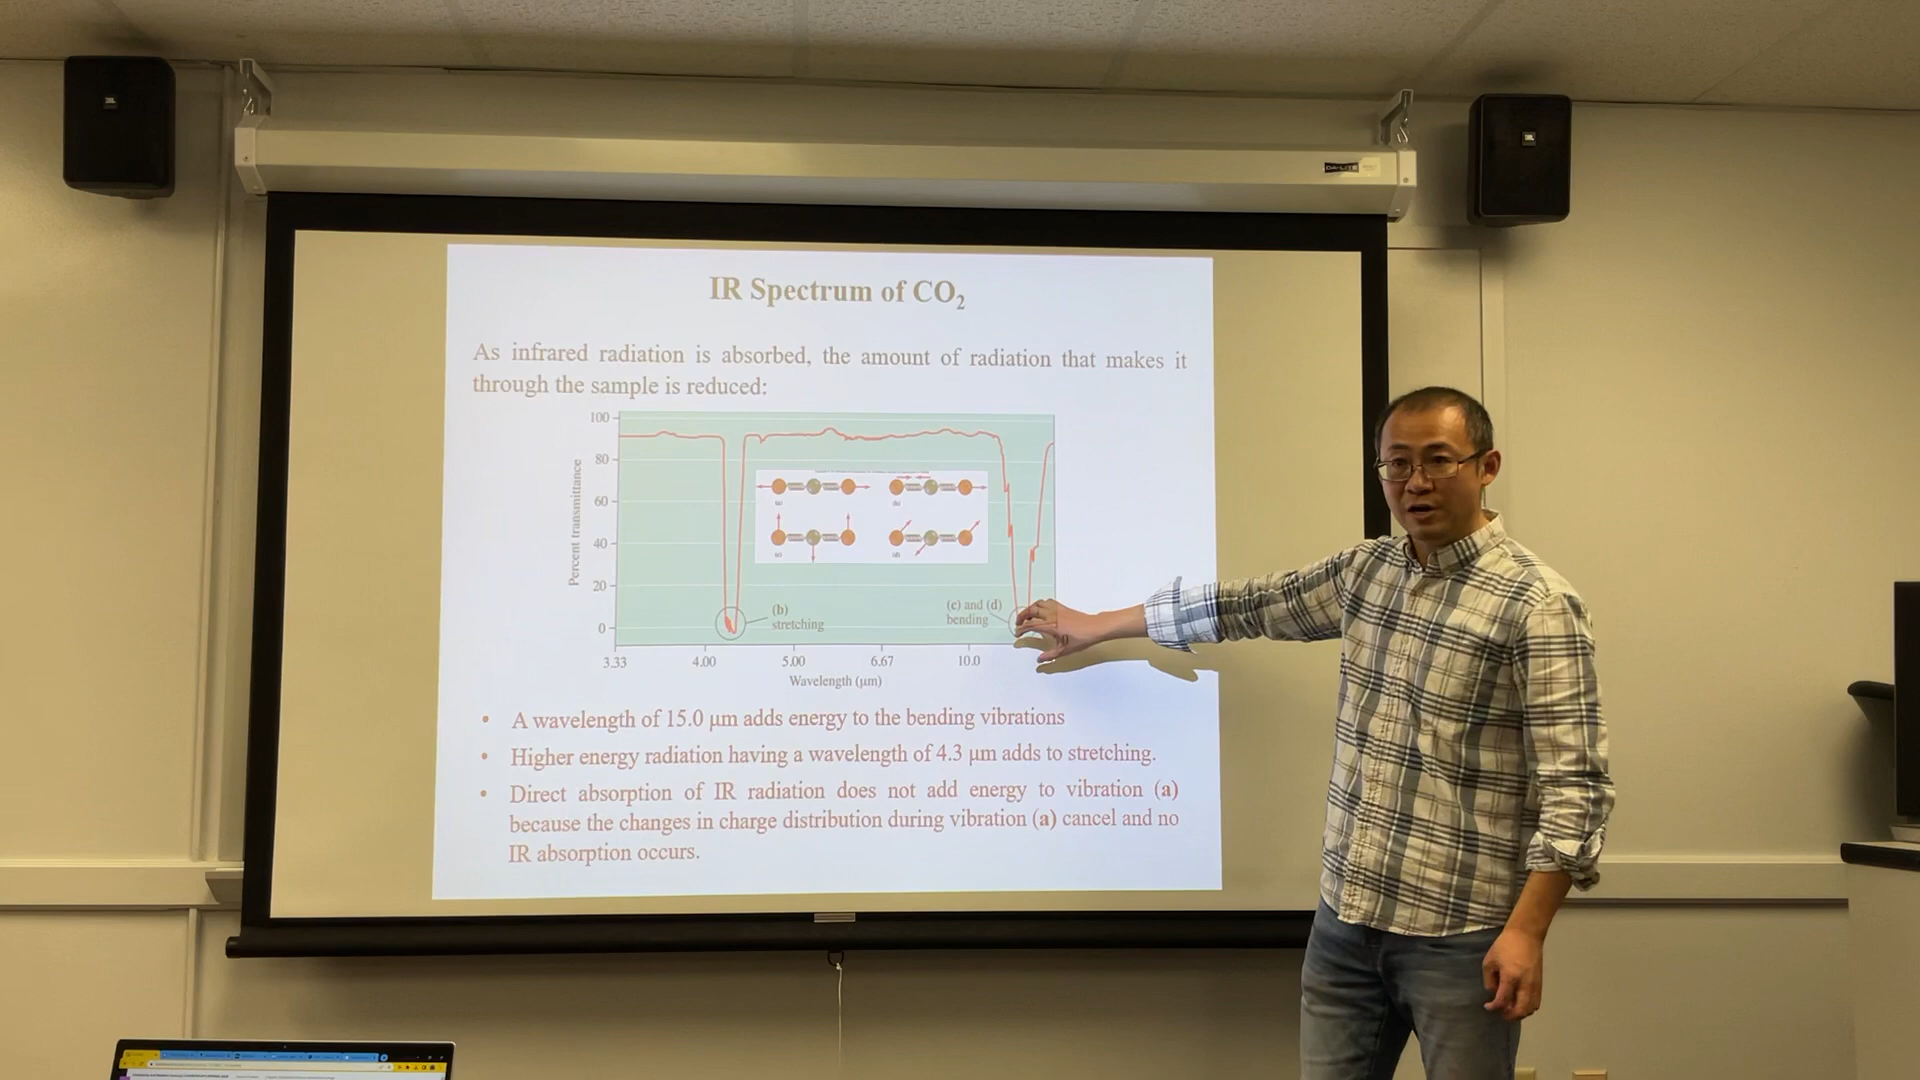 JBL
JBL
DA-LITE
IR Spectrum of CO2
As infrared radiation is absorbed, the amount of radiation that makes it
through the sample is reduced:
100
80
60
40
20
0
Percent transmittance
(a)
(b)
(c)
(d)
(b)
stretching
(c) and (d)
bending
3.33
4.00
5.00
6.67
10.0
Wavelength (μm)
• A wavelength of 15.0 μm adds energy to the bending vibrations
• Higher energy radiation having a wavelength of 4.3 μm adds to stretching.
• Direct absorption of IR radiation does not add energy to vibration (a)
because the changes in charge distribution during vibration (a) cancel and no
IR absorption occurs.